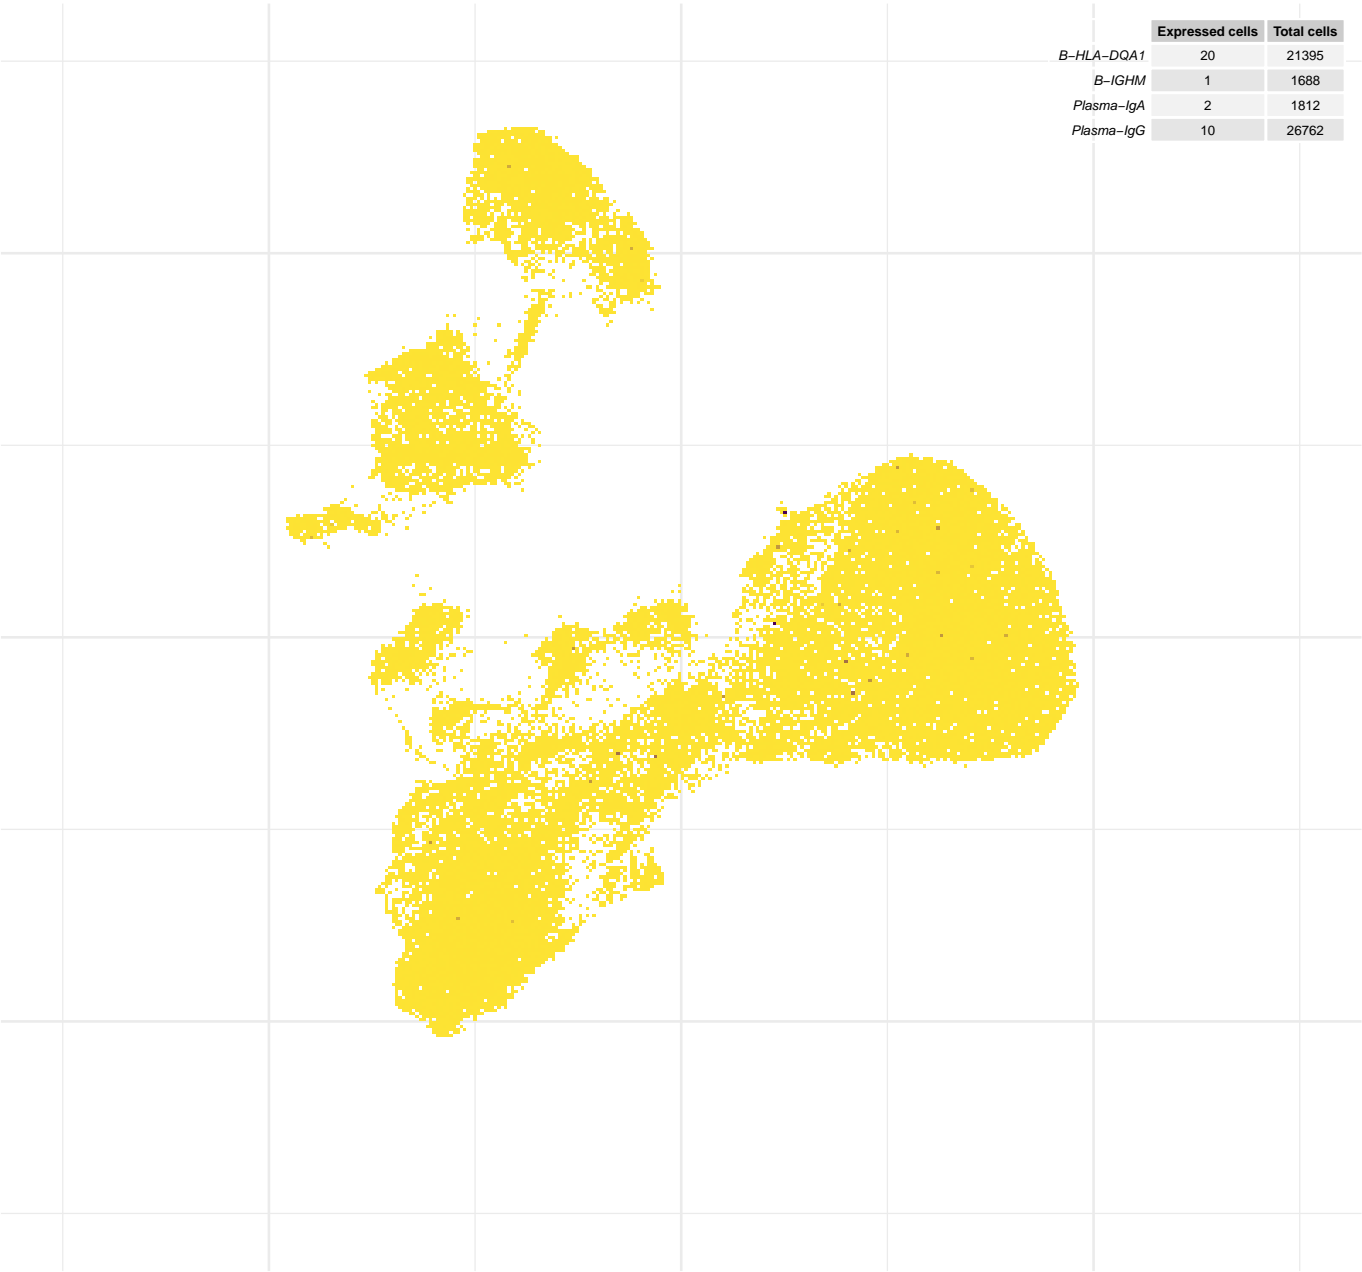 Expressed cells Total cells
B−HLA−DQA1 20 21395
B−IGHM 1 1688
Plasma−IgA 2 1812
Plasma−IgG 10 26762